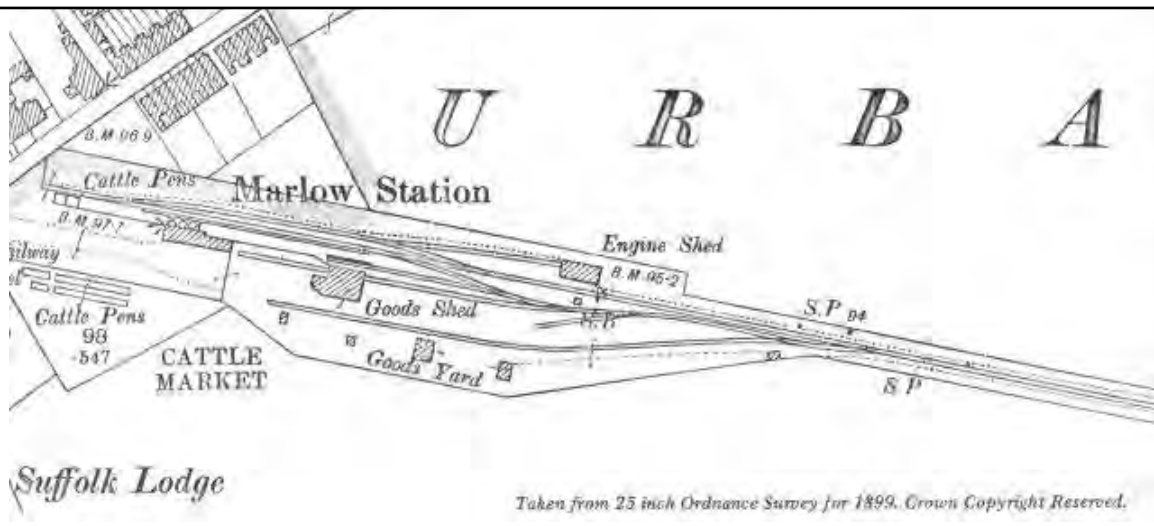 U R B A
B.M. 96·9
Cattle Pens
Marlow Station
B.M. 97·7
Engine Shed
B.M. 95·2
Goods Shed
S.P
94
Cattle Pens
98
·547
CATTLE
MARKET
Goods Yard
S.P
Suffolk Lodge
Taken from 25 inch Ordnance Survey for 1899. Crown Copyright Reserved.